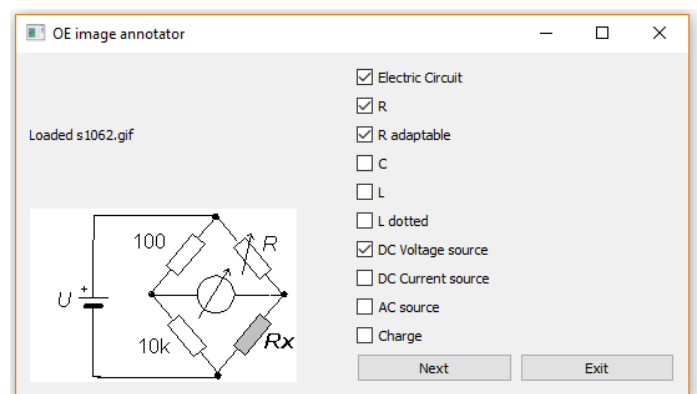 OE image annotator
Loaded s1062.gif
Electric Circuit
R
R adaptable
C
L
L dotted
DC Voltage source
DC Current source
AC source
Charge
Next Exit
100 R
U +
10k Rx